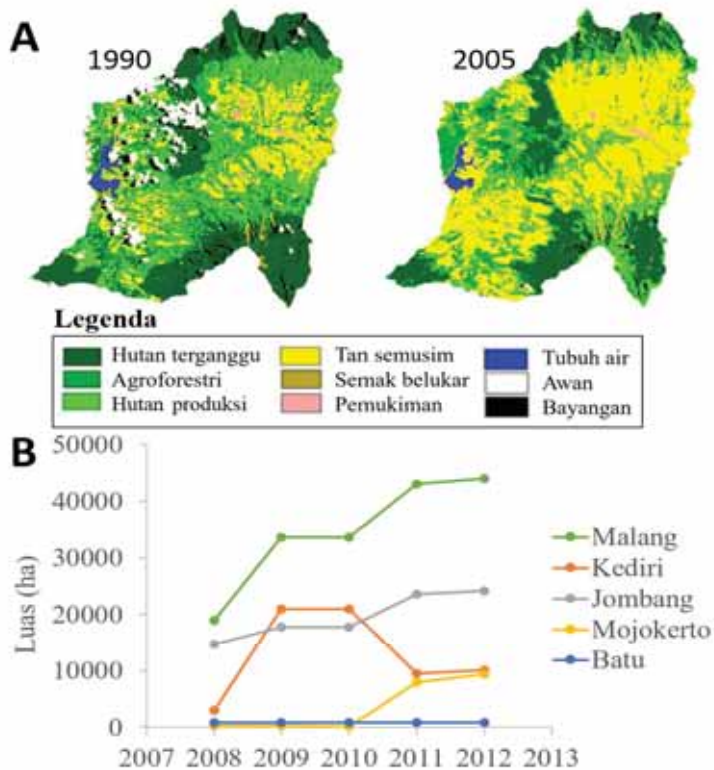 A
1990
2005
Legenda
Hutan terganggu
Agroforestri
Hutan produksi
Tan semusim
Semak belukar
Pemukiman
Tubuh air
Awan
Bayangan
B
50000
40000
30000
20000
10000
0
Luas (ha)
2007 2008 2009 2010 2011 2012 2013
Malang
Kediri
Jombang
Mojokerto
Batu